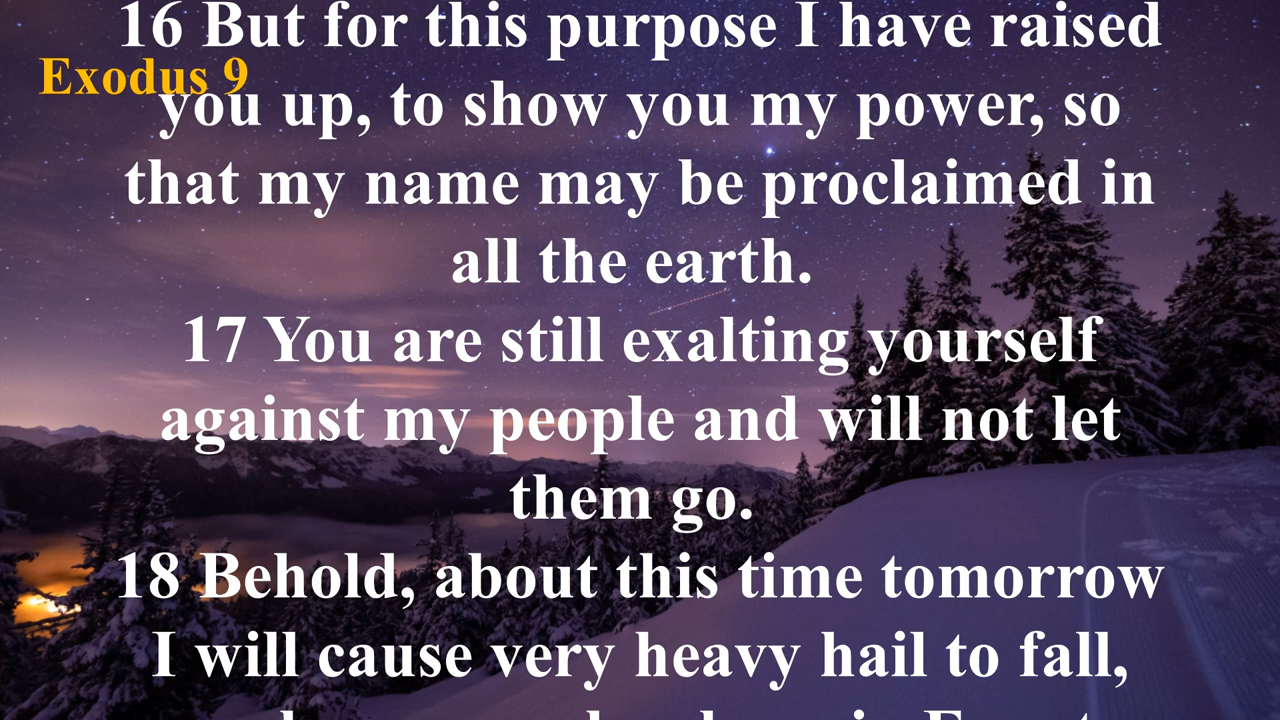 16 But for this purpose I have raised
Exodus 9
you up, to show you my power, so
that my name may be proclaimed in
all the earth.
17 You are still exalting yourself
against my people and will not let
them go.
18 Behold, about this time tomorrow
I will cause very heavy hail to fall,